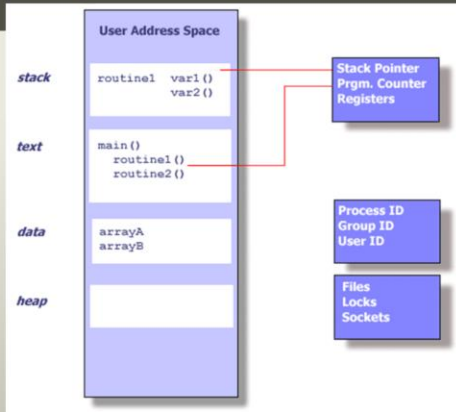 User Address Space
stack
routine1 var1()
var2()
text
main()
routine1()
routine2()
data
arrayA
arrayB
heap
Stack Pointer
Prgm. Counter
Registers
Process ID
Group ID
User ID
Files
Locks
Sockets